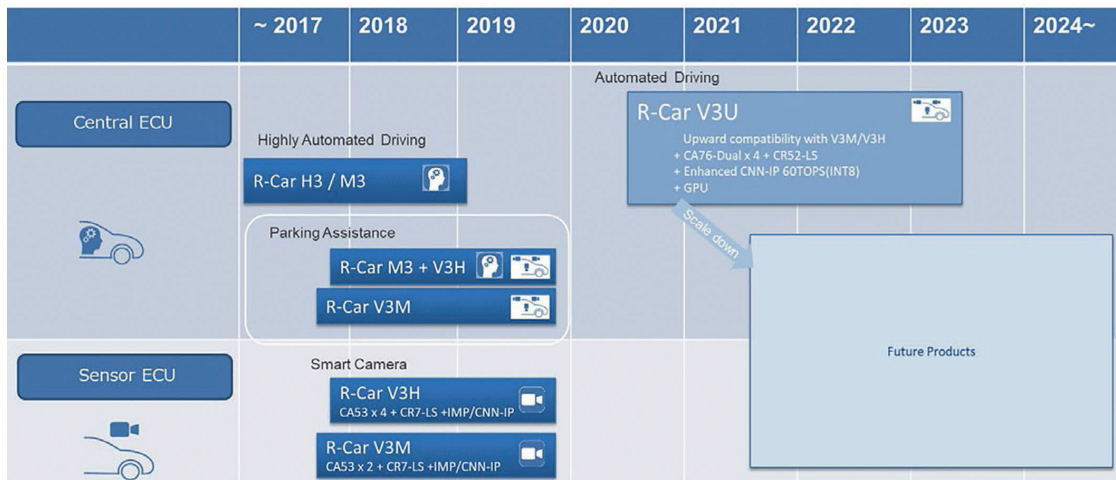 ~ 2017 2018 2019 2020 2021 2022 2023 2024~
Central ECU
Automated Driving
R-Car V3U
Upward compatibility with V3M/V3H
+ CA76-Dual x 4 + CR52-LS
+ Enhanced CNN-IP 60TOPS(INT8)
+ GPU
Highly Automated Driving
R-Car H3 / M3
Scale down
Parking Assistance
R-Car M3 + V3H
R-Car V3M
Future Products
Sensor ECU
Smart Camera
R-Car V3H
CA53 x 4 + CR7-LS +IMP/CNN-IP
R-Car V3M
CA53 x 2 + CR7-LS +IMP/CNN-IP